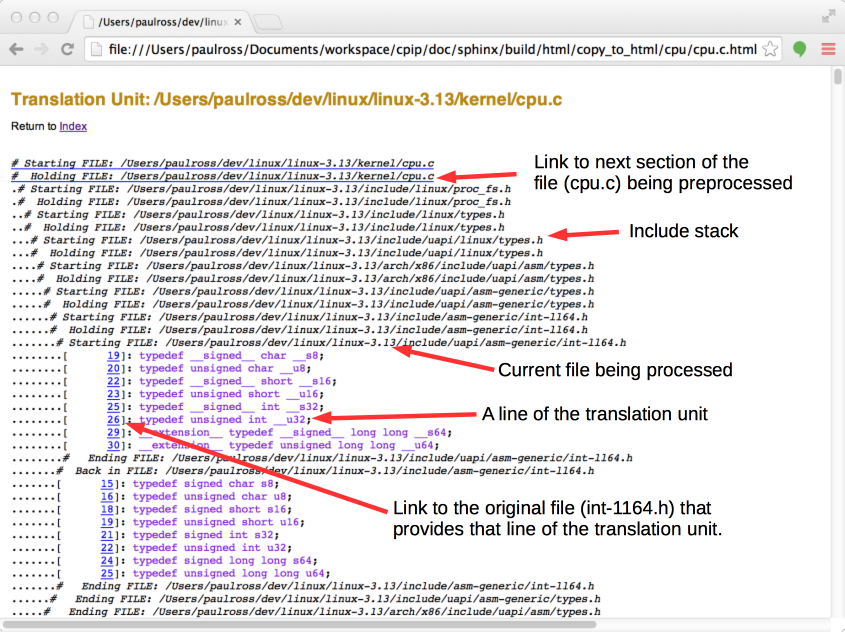 /Users/paulross/dev/linux
file:///Users/paulross/Documents/workspace/cpip/doc/sphinx/build/html/copy_to_html/cpu/cpu.c.html
Translation Unit: /Users/paulross/dev/linux/linux-3.13/kernel/cpu.c
Return to Index
# Starting FILE: /Users/paulross/dev/linux/linux-3.13/kernel/cpu.c
#  Holding FILE: /Users/paulross/dev/linux/linux-3.13/kernel/cpu.c
.# Starting FILE: /Users/paulross/dev/linux/linux-3.13/include/linux/proc_fs.h
.#  Holding FILE: /Users/paulross/dev/linux/linux-3.13/include/linux/proc_fs.h
..# Starting FILE: /Users/paulross/dev/linux/linux-3.13/include/linux/types.h
..#  Holding FILE: /Users/paulross/dev/linux/linux-3.13/include/linux/types.h
...# Starting FILE: /Users/paulross/dev/linux/linux-3.13/include/uapi/linux/types.h
...#  Holding FILE: /Users/paulross/dev/linux/linux-3.13/include/uapi/linux/types.h
....# Starting FILE: /Users/paulross/dev/linux/linux-3.13/arch/x86/include/uapi/asm/types.h
....#  Holding FILE: /Users/paulross/dev/linux/linux-3.13/arch/x86/include/uapi/asm/types.h
.....# Starting FILE: /Users/paulross/dev/linux/linux-3.13/include/uapi/asm-generic/types.h
.....#  Holding FILE: /Users/paulross/dev/linux/linux-3.13/include/uapi/asm-generic/types.h
......# Starting FILE: /Users/paulross/dev/linux/linux-3.13/include/asm-generic/int-ll64.h
......#  Holding FILE: /Users/paulross/dev/linux/linux-3.13/include/asm-generic/int-ll64.h
.......# Starting FILE: /Users/paulross/dev/linux/linux-3.13/include/uapi/asm-generic/int-ll64.h
........[      19]: typedef __signed__ char __s8;
........[      20]: typedef unsigned char __u8;
........[      22]: typedef __signed__ short __s16;
........[      23]: typedef unsigned short __u16;
........[      25]: typedef __signed__ int __s32;
........[      26]: typedef unsigned int __u32;
........[      29]: __extension__ typedef __signed__ long long __s64;
........[      30]: __extension__ typedef unsigned long long __u64;
.......#   Ending FILE: /Users/paulross/dev/linux/linux-3.13/include/uapi/asm-generic/int-ll64.h
.......#  Back in FILE: /Users/paulross/dev/linux/linux-3.13/include/asm-generic/int-ll64.h
.......[      15]: typedef signed char s8;
.......[      16]: typedef unsigned char u8;
.......[      18]: typedef signed short s16;
.......[      19]: typedef unsigned short u16;
.......[      21]: typedef signed int s32;
.......[      22]: typedef unsigned int u32;
.......[      24]: typedef signed long long s64;
.......[      25]: typedef unsigned long long u64;
......#   Ending FILE: /Users/paulross/dev/linux/linux-3.13/include/asm-generic/int-ll64.h
.....#   Ending FILE: /Users/paulross/dev/linux/linux-3.13/include/uapi/asm-generic/types.h
....#   Ending FILE: /Users/paulross/dev/linux/linux-3.13/arch/x86/include/uapi/asm/types.h
Link to next section of the
file (cpu.c) being preprocessed
Include stack
Current file being processed
A line of the translation unit
Link to the original file (int-1164.h) that
provides that line of the translation unit.